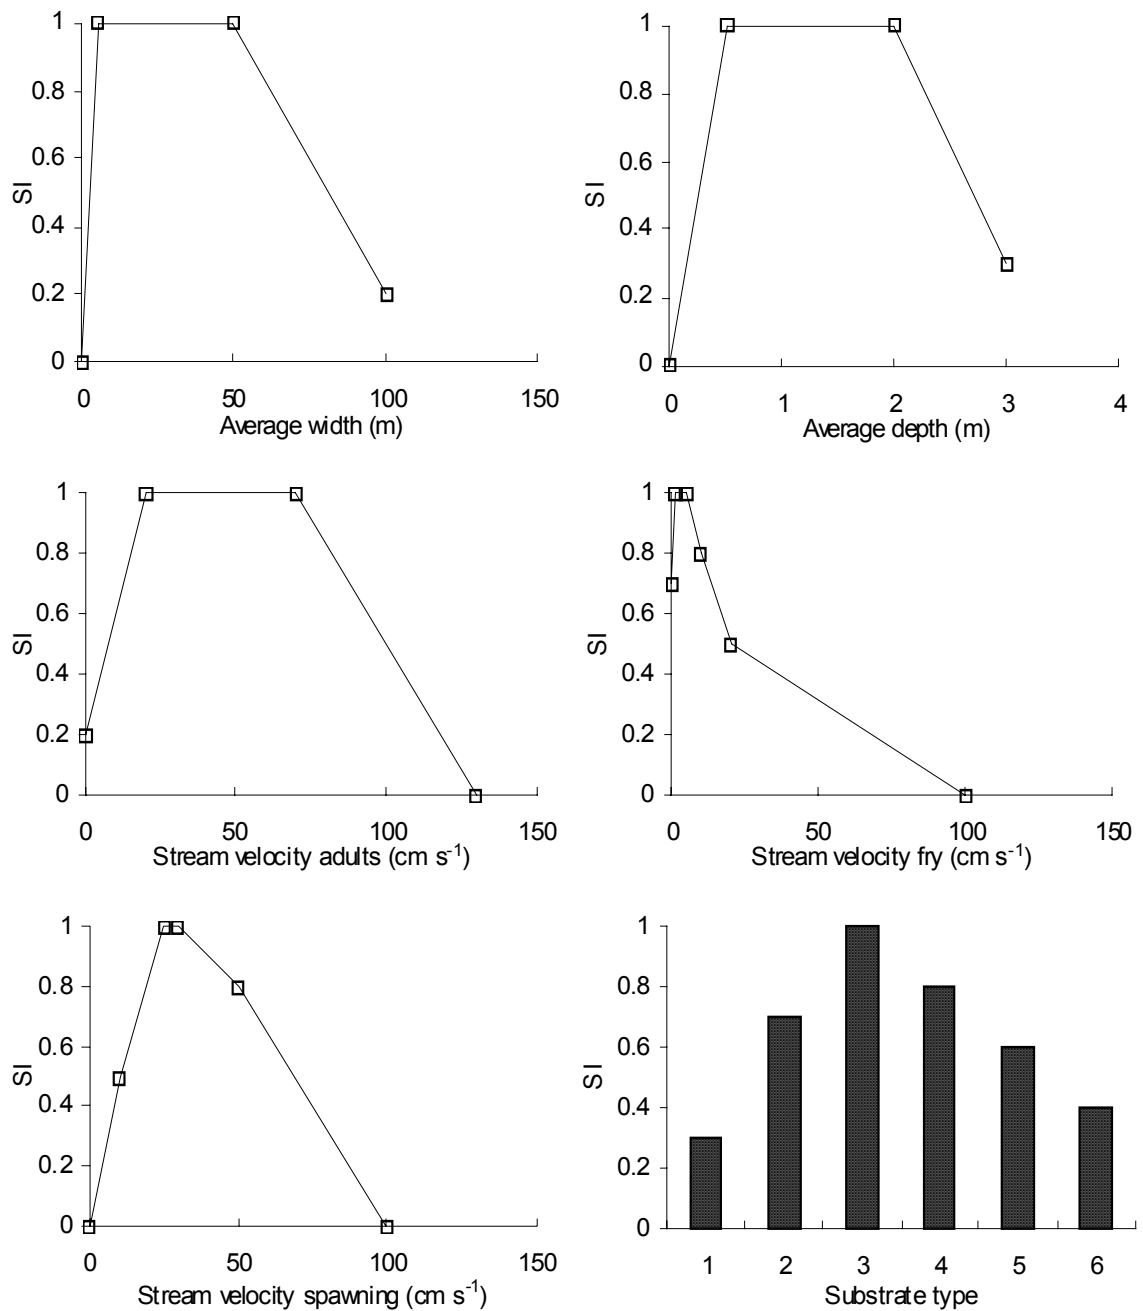 1
0.8
0.6
0.4
0.2
0
SI
0 50 100 150
Average width (m)
1
0.8
0.6
0.4
0.2
0
SI
0 1 2 3 4
Average depth (m)
1
0.8
0.6
0.4
0.2
0
SI
0 50 100 150
Stream velocity adults (cm s⁻¹)
1
0.8
0.6
0.4
0.2
0
SI
0 50 100 150
Stream velocity fry (cm s⁻¹)
1
0.8
0.6
0.4
0.2
0
SI
0 50 100 150
Stream velocity spawning (cm s⁻¹)
1
0.8
0.6
0.4
0.2
0
SI
1 2 3 4 5 6
Substrate type